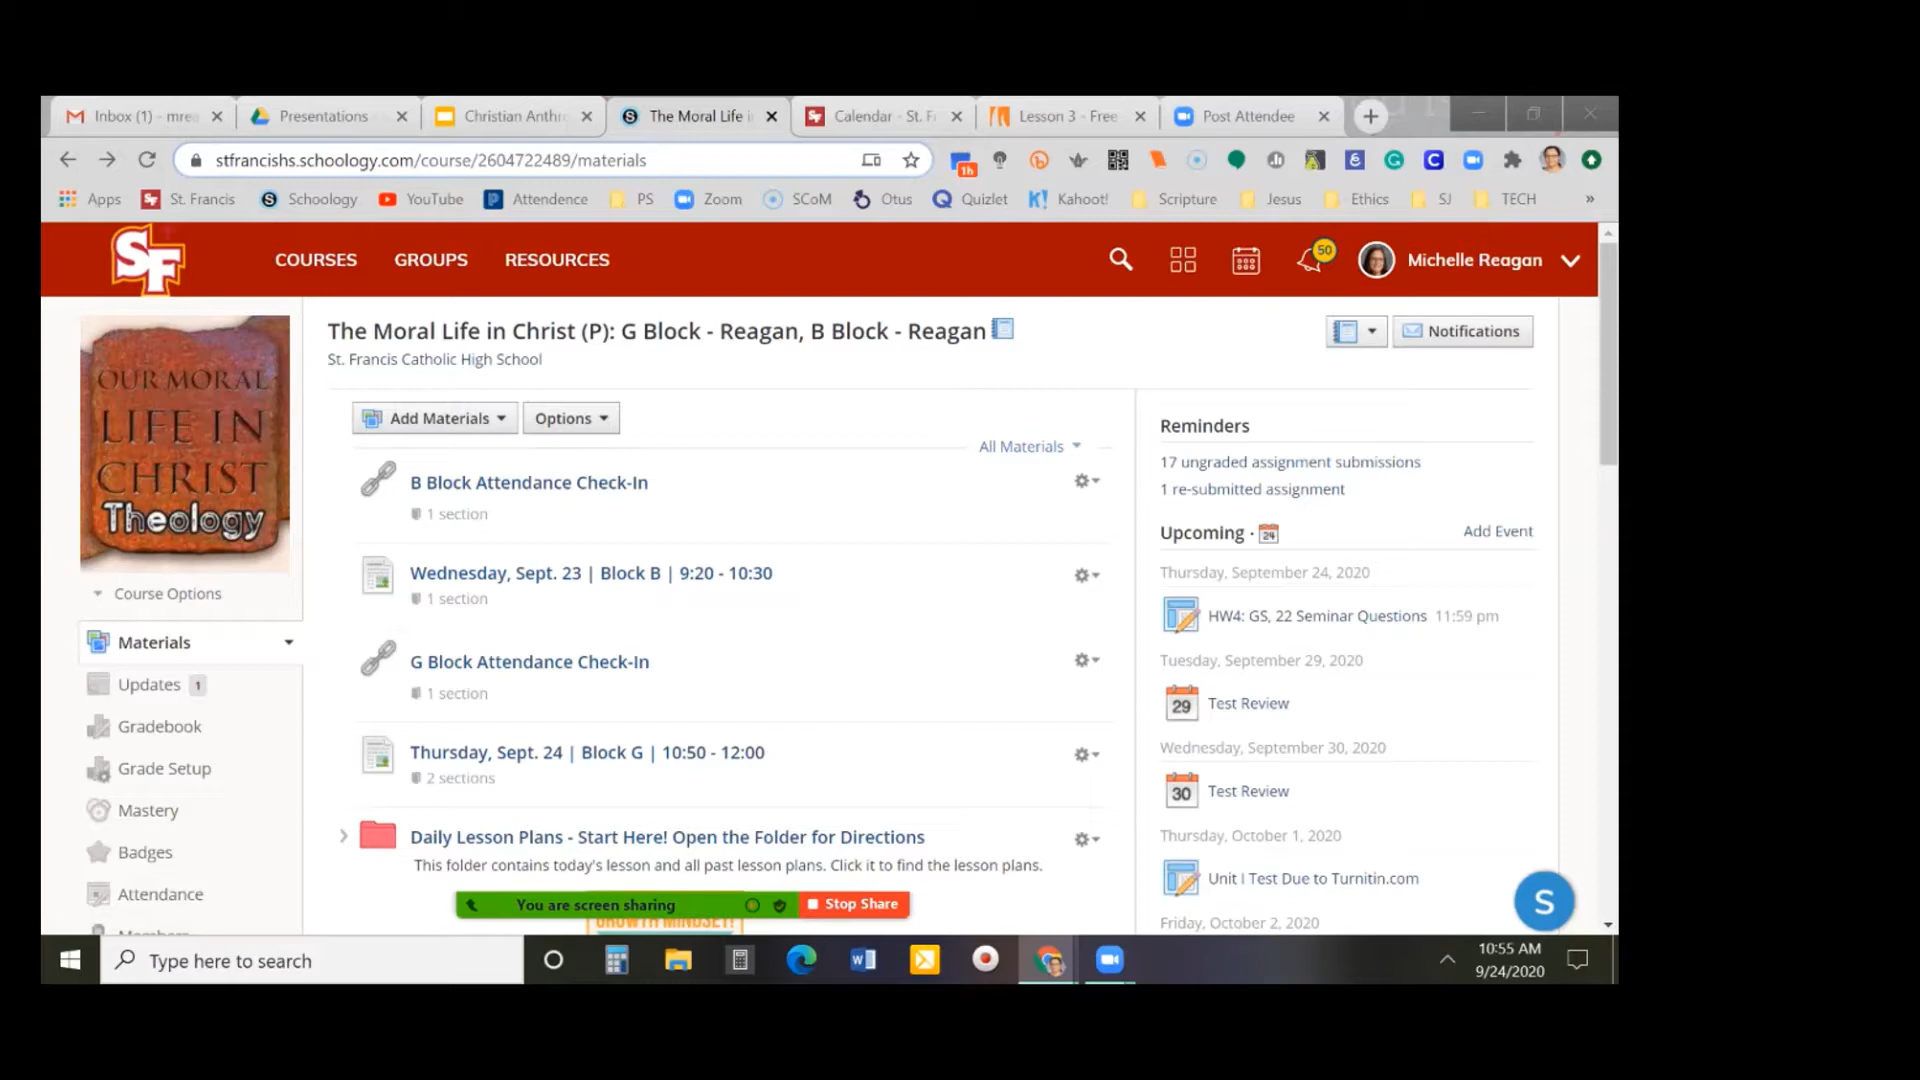 Inbox (1) - mrea
Presentations
Christian Anthro
The Moral Life i
Calendar - St. F
Lesson 3 - Free
Post Attendee
stfrancishs.schoology.com/course/2604722489/materials
1h
Apps
St. Francis
Schoology
YouTube
Attendence
PS
Zoom
SCoM
Otus
Quizlet
Kahoot!
Scripture
Jesus
Ethics
SJ
TECH
»
SF
COURSES
GROUPS
RESOURCES
50
Michelle Reagan
OUR MORAL
LIFE IN
CHRIST
Theology
The Moral Life in Christ (P): G Block - Reagan, B Block - Reagan
St. Francis Catholic High School
Notifications
Course Options
Materials
Updates 1
Gradebook
Grade Setup
Mastery
Badges
Attendance
Members
Add Materials
Options
All Materials
B Block Attendance Check-In
1 section
Wednesday, Sept. 23 | Block B | 9:20 - 10:30
1 section
G Block Attendance Check-In
1 section
Thursday, Sept. 24 | Block G | 10:50 - 12:00
2 sections
Daily Lesson Plans - Start Here! Open the Folder for Directions
This folder contains today's lesson and all past lesson plans. Click it to find the lesson plans.
You are screen sharing
Stop Share
GROWTH MINDSET!
Reminders
17 ungraded assignment submissions
1 re-submitted assignment
Upcoming · 24
Add Event
Thursday, September 24, 2020
HW4: GS, 22 Seminar Questions 11:59 pm
Tuesday, September 29, 2020
29 Test Review
Wednesday, September 30, 2020
30 Test Review
Thursday, October 1, 2020
Unit I Test Due to Turnitin.com
Friday, October 2, 2020
S
Type here to search
10:55 AM
9/24/2020